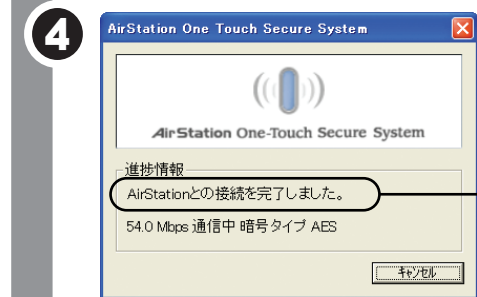 4
AirStation One Touch Secure System
AirStation One-Touch Secure System
進捗情報
AirStationとの接続を完了しました。
54.0 Mbps 通信中 暗号タイプ AES
キャンセル